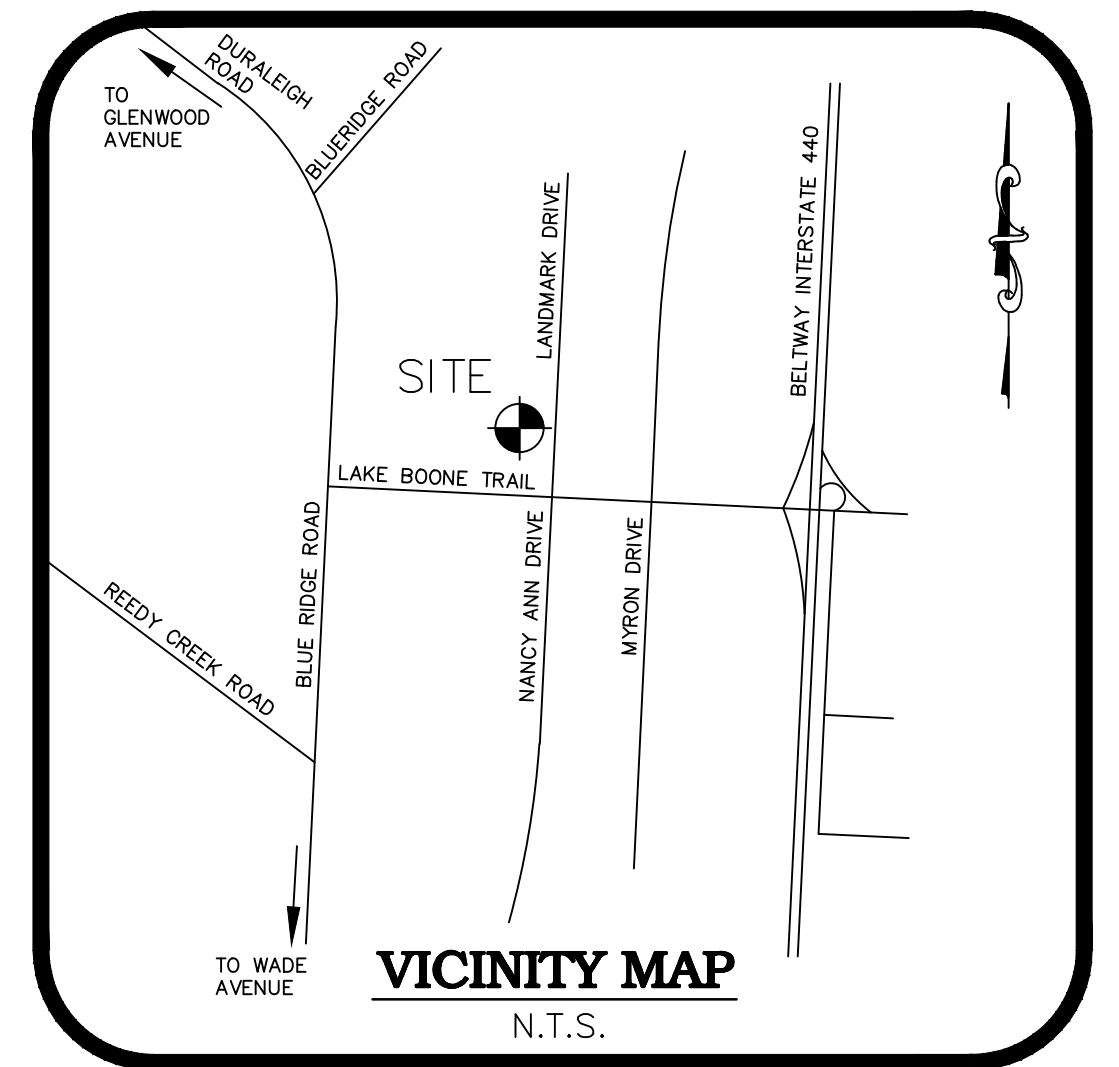 DURALEIGH
ROAD
BLUERIDGE ROAD
TO
GLENWOOD
AVENUE
LANDMARK DRIVE
BELTWAY INTERSTATE 440
SITE
LAKE BOONE TRAIL
BLUE RIDGE ROAD
NANCY ANN DRIVE
MYRON DRIVE
REEDY CREEK ROAD
TO WADE
AVENUE
VICINITY MAP
N.T.S.